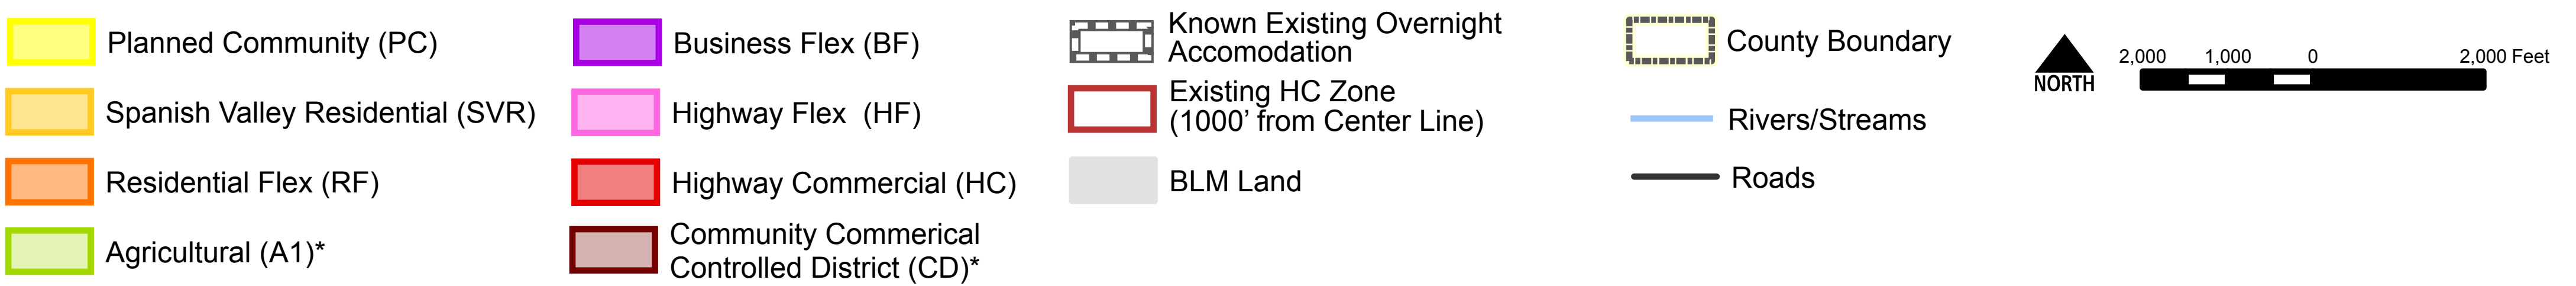 Planned Community (PC)
Spanish Valley Residential (SVR)
Residential Flex (RF)
Agricultural (A1)*
Business Flex (BF)
Highway Flex  (HF)
Highway Commercial (HC)
Community Commerical
Controlled District (CD)*
Known Existing Overnight
Accomodation
Existing HC Zone
(1000’ from Center Line)
BLM Land
County Boundary
Rivers/Streams
Roads
NORTH
2,000 1,000 0 2,000 Feet